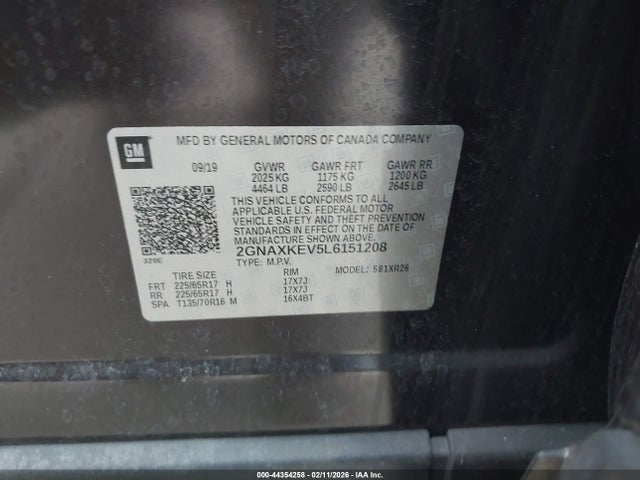 GM
MFD BY GENERAL MOTORS OF CANADA COMPANY
09/19 GVWR GAWR FRT GAWR RR
2025 KG 1175 KG 1200 KG
4464 LB 2590 LB 2645 LB
THIS VEHICLE CONFORMS TO ALL
APPLICABLE U.S. FEDERAL MOTOR
VEHICLE SAFETY AND THEFT PREVENTION
STANDARDS IN EFFECT ON THE DATE OF
MANUFACTURE SHOWN ABOVE.
2GNAXKEV5L6151208
320E TYPE: M.P.V. MODEL: 581XR26
TIRE SIZE RIM
FRT 225/65R17 H 17X7J
RR 225/65R17 H 17X7J
SPA T135/70R16 M 16X4BT
000-44354258 - 02/11/2026 - IAA Inc.